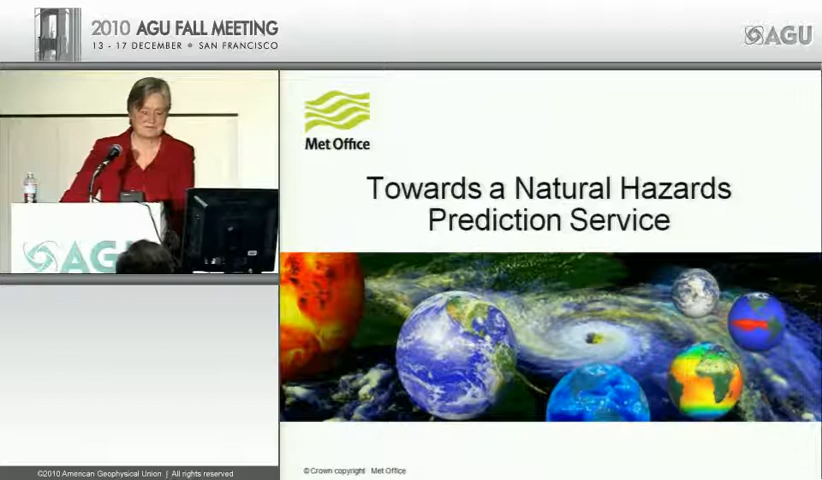 2010 AGU FALL MEETING
13 - 17 DECEMBER • SAN FRANCISCO
AGU
Met Office
Towards a Natural Hazards
Prediction Service
AGU
©2010 American Geophysical Union. | All rights reserved
© Crown copyright Met Office